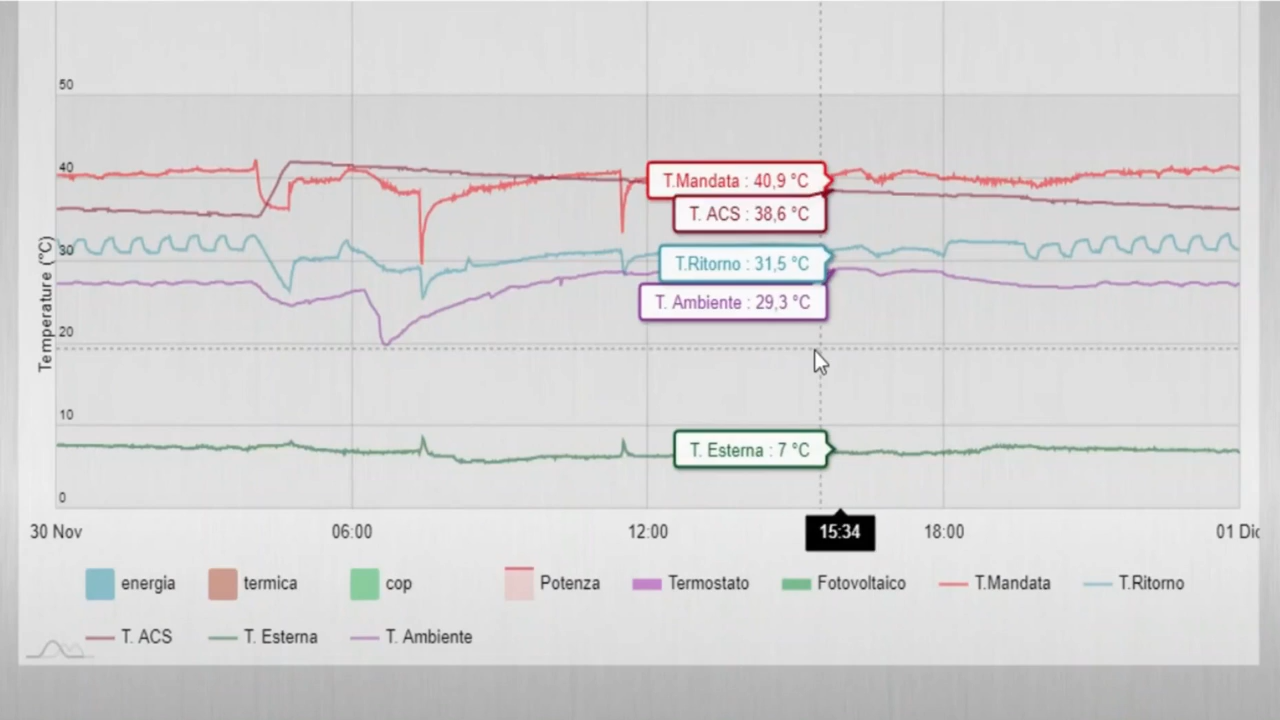 50
40
T.Mandata : 40,9 °C
T. ACS : 38,6 °C
30
T.Ritorno : 31,5 °C
T. Ambiente : 29,3 °C
20
Temperature (°C)
10
T. Esterna : 7 °C
0
30 Nov 06:00 12:00 15:34 18:00 01 Dic
energia termica cop Potenza Termostato Fotovoltaico T.Mandata T.Ritorno
T. ACS T. Esterna T. Ambiente